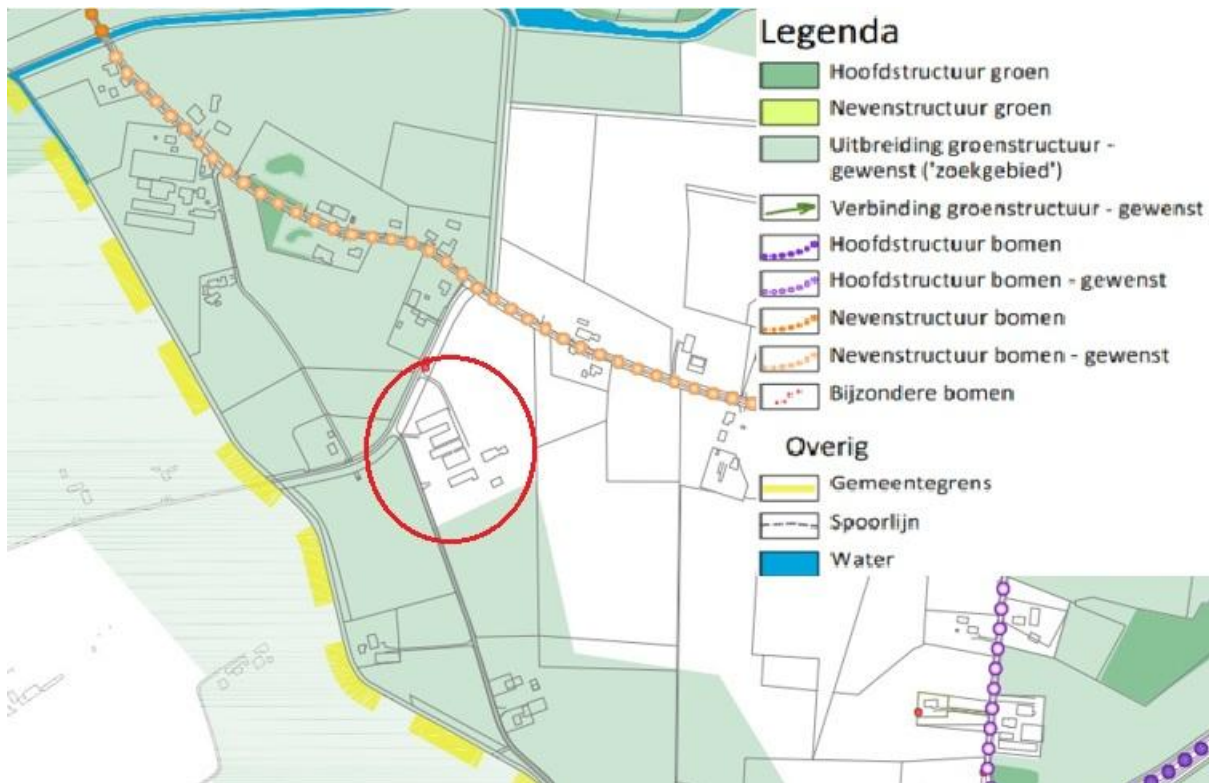 Legenda
Hoofdstructuur groen
Nevenstructuur groen
Uitbreiding groenstructuur -
gewenst ('zoekgebied')
Verbinding groenstructuur - gewenst
Hoofdstructuur bomen
Hoofdstructuur bomen - gewenst
Nevenstructuur bomen
Nevenstructuur bomen - gewenst
Bijzondere bomen
Overig
Gemeentegrens
Spoorlijn
Water